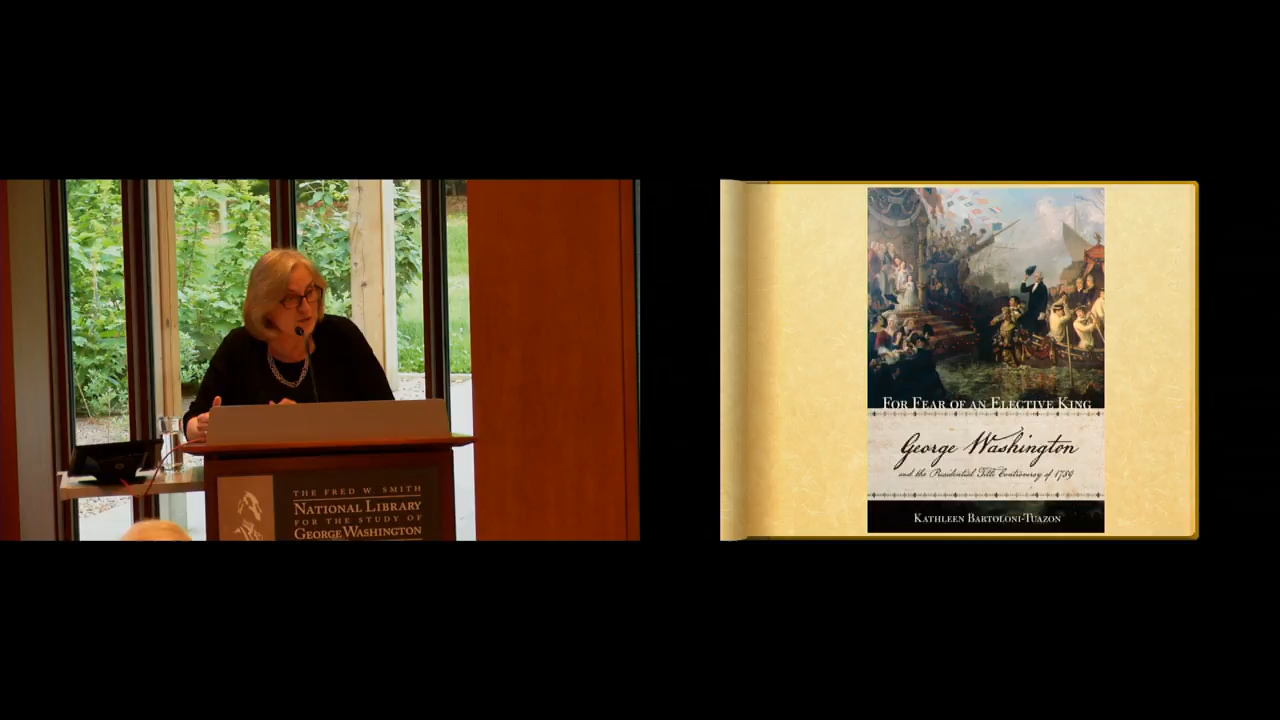 THE FRED W. SMITH
NATIONAL LIBRARY
FOR THE STUDY OF
GEORGE WASHINGTON
FOR FEAR OF AN ELECTIVE KING
George Washington
and the Presidential Title Controversy of 1789
KATHLEEN BARTOLONI-TUAZON